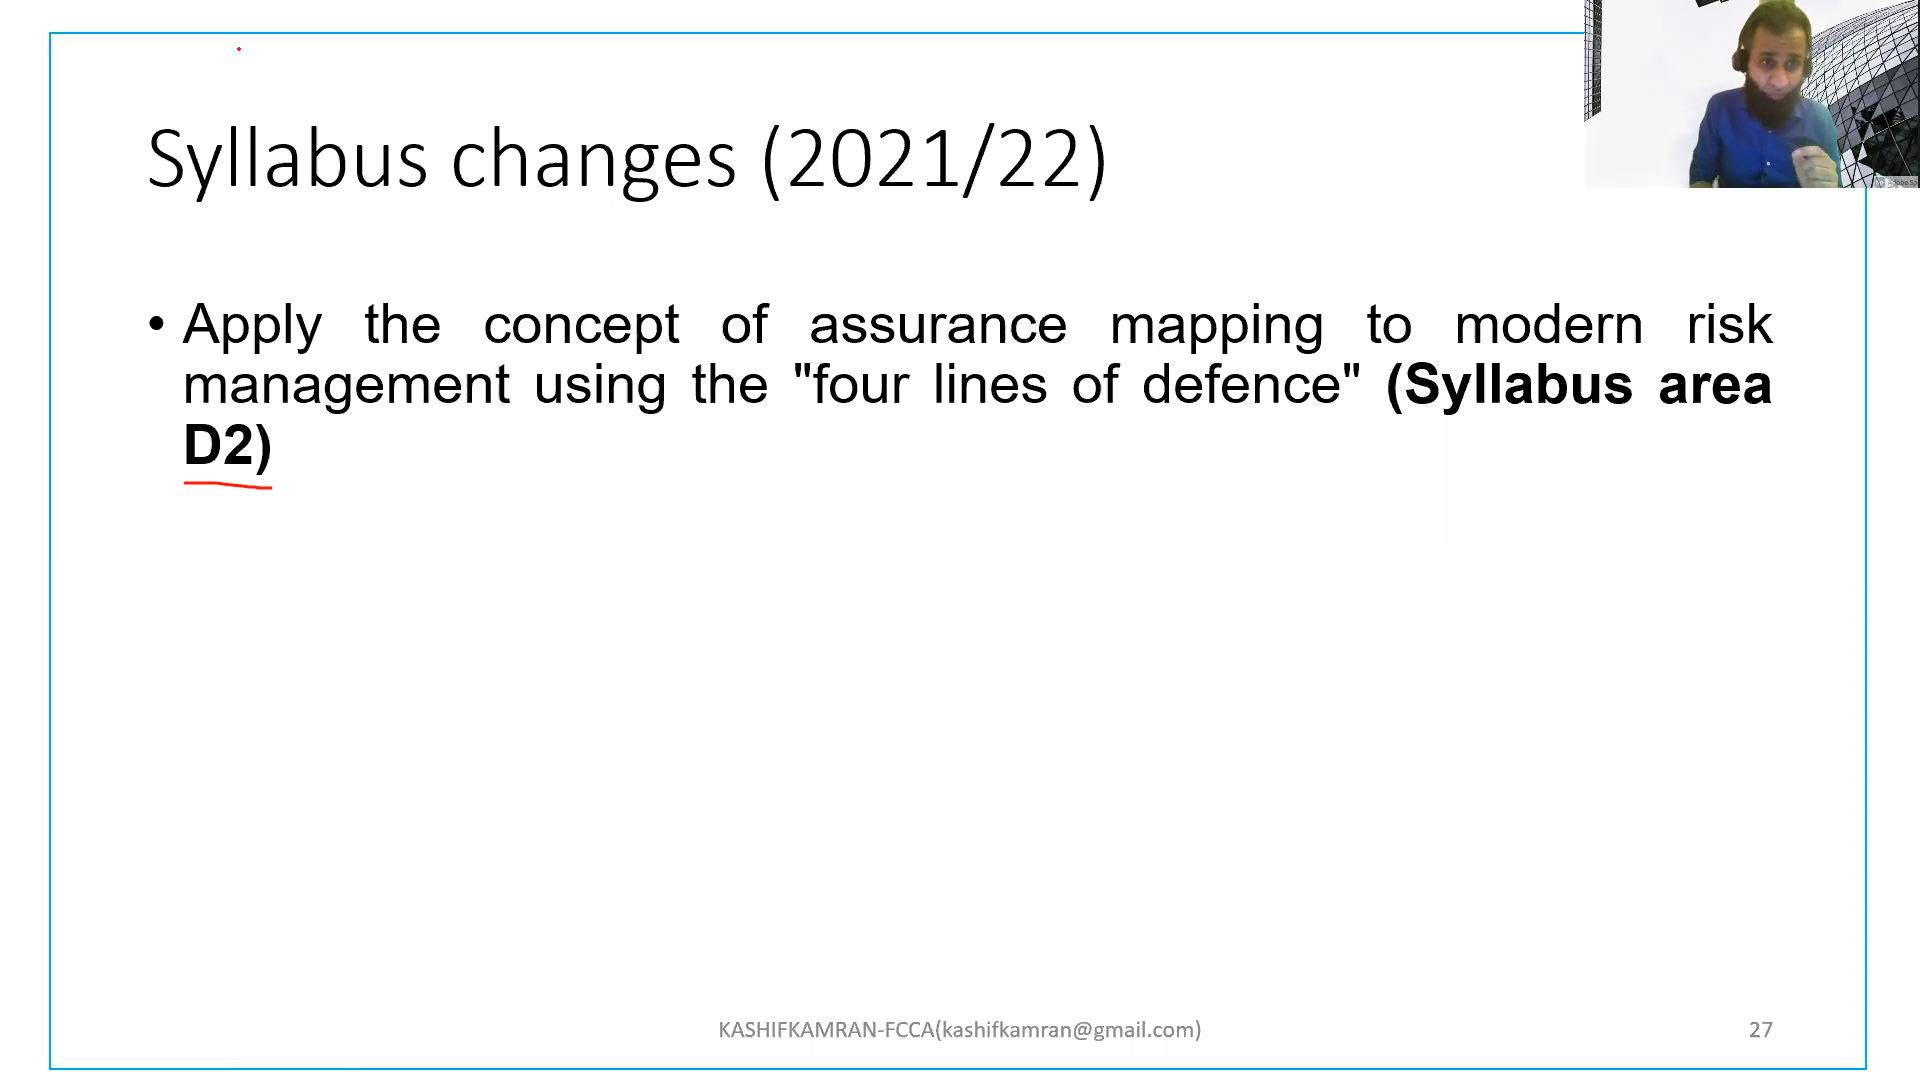 Syllabus changes (2021/22)
• Apply the concept of assurance mapping to modern risk
management using the "four lines of defence" (Syllabus area
D2)
KASHIFKAMRAN-FCCA(kashifkamran@gmail.com)
27